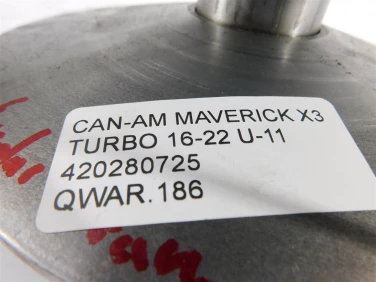 CAN-AM MAVERICK X3
TURBO 16-22 U-11
420280725
QWAR.186